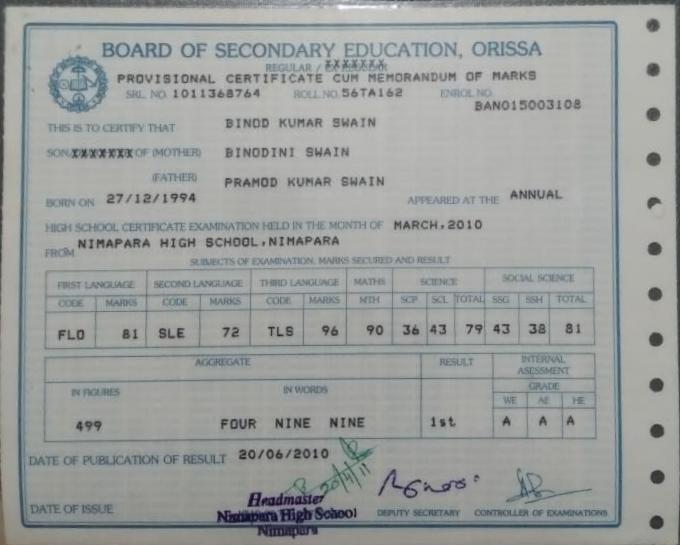 BOARD OF SECONDARY EDUCATION, ORISSA
REGULAR / XXXXXXX
PROVISIONAL CERTIFICATE CUM MEMORANDUM OF MARKS
SRL. NO. 1011368764 ROLL NO. 56TA162 ENROL NO.
BAN015003108
THIS IS TO CERTIFY THAT BINOD KUMAR SWAIN
SON/XXXXXXXX OF (MOTHER) BINODINI SWAIN
(FATHER) PRAMOD KUMAR SWAIN
BORN ON 27/12/1994 APPEARED AT THE ANNUAL
HIGH SCHOOL CERTIFICATE EXAMINATION HELD IN THE MONTH OF MARCH,2010
FROM NIMAPARA HIGH SCHOOL,NIMAPARA
SUBJECTS OF EXAMINATION, MARKS SECURED AND RESULT
FIRST LANGUAGE SECOND LANGUAGE THIRD LANGUAGE MATHS SCIENCE SOCIAL SCIENCE
CODE MARKS CODE MARKS CODE MARKS MTH SCP SCL TOTAL SSG SSH TOTAL
FLO 81 SLE 72 TLS 96 90 36 43 79 43 38 81
AGGREGATE RESULT INTERNAL
ASESSMENT
GRADE
IN FIGURES IN WORDS WE AE HE
499 FOUR NINE NINE 1st A A A
DATE OF PUBLICATION OF RESULT 20/06/2010
20/4/11
DATE OF ISSUE Headmaster
Nimapara High School
Nimapara
DEPUTY SECRETARY CONTROLLER OF EXAMINATIONS